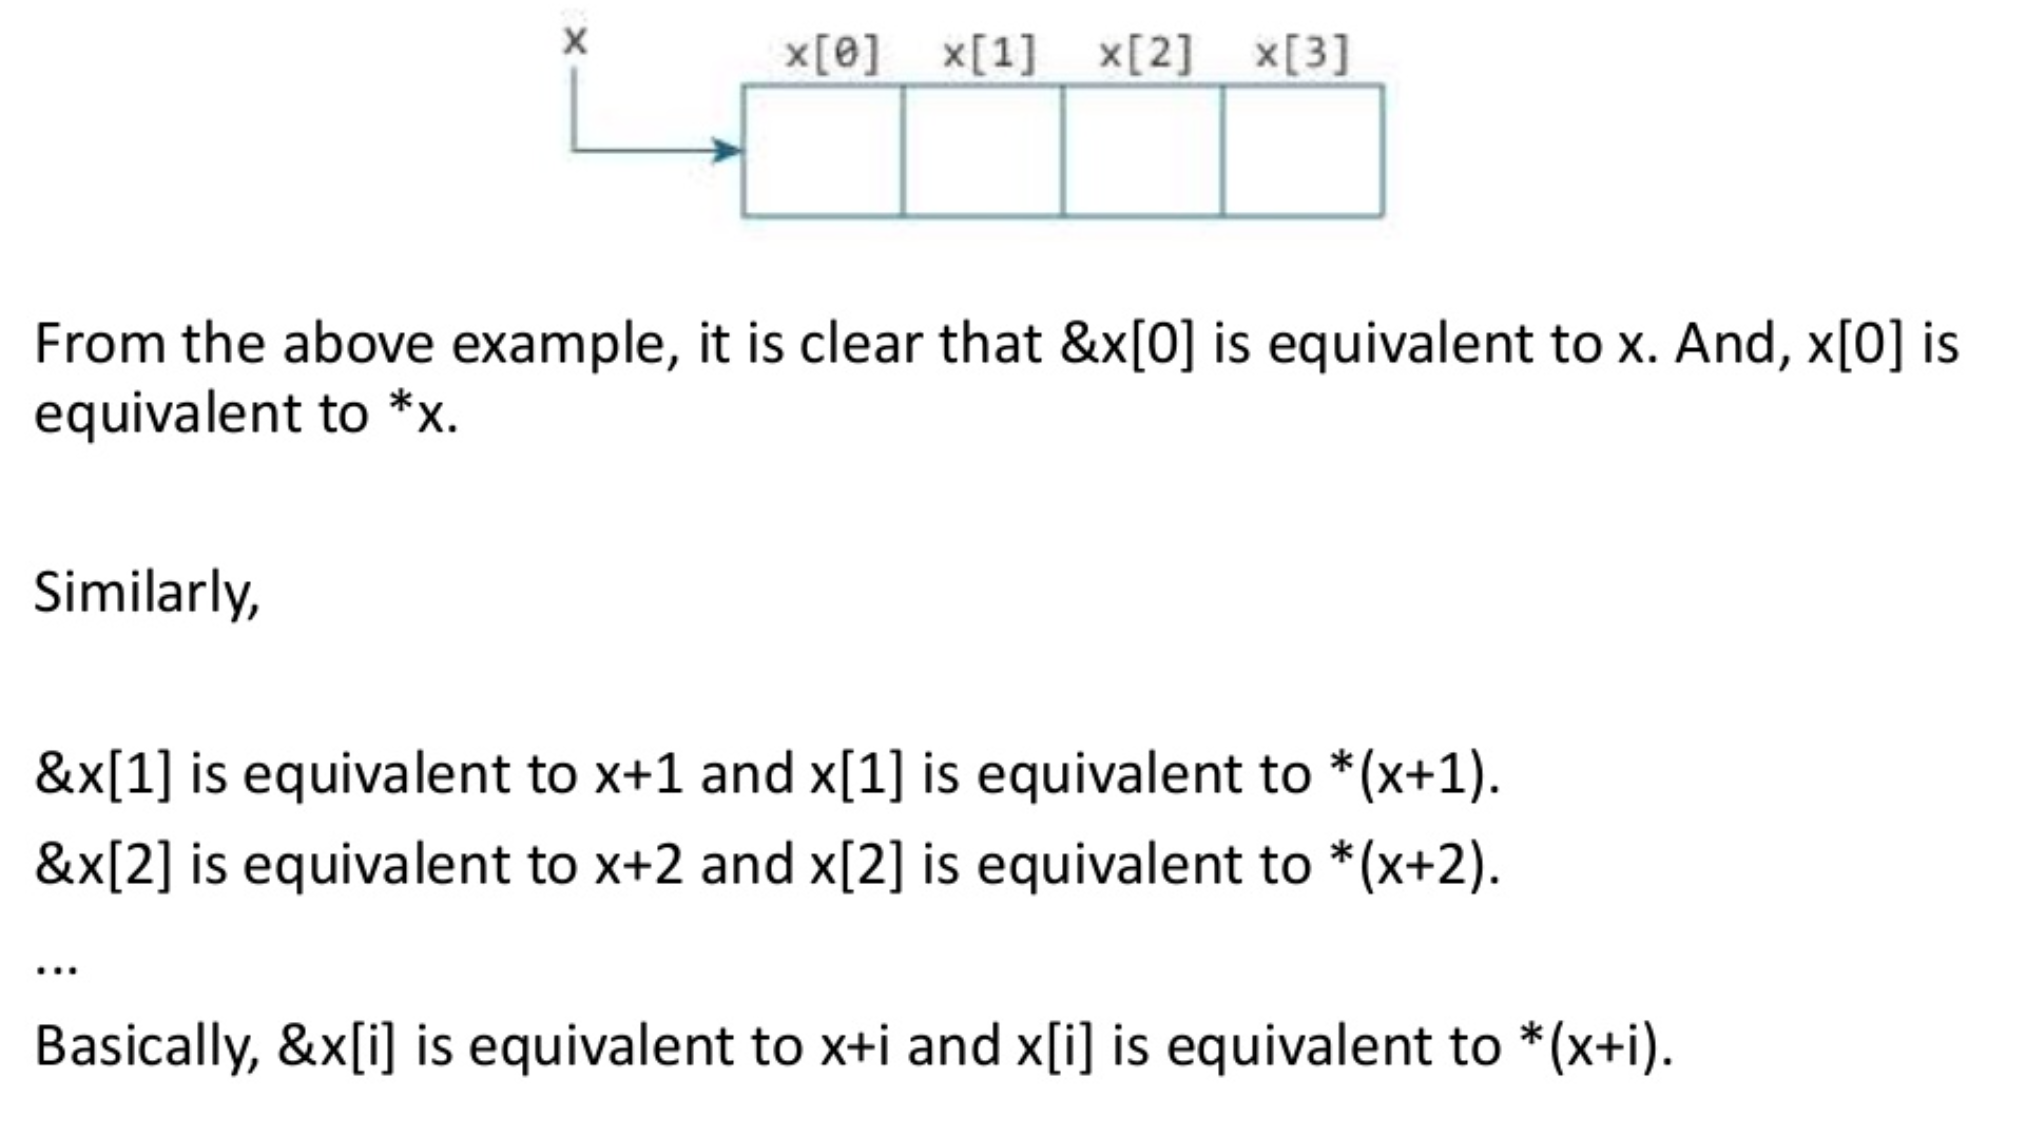 x
x[0] x[1] x[2] x[3]
From the above example, it is clear that &x[0] is equivalent to x. And, x[0] is
equivalent to *x.
Similarly,
&x[1] is equivalent to x+1 and x[1] is equivalent to *(x+1).
&x[2] is equivalent to x+2 and x[2] is equivalent to *(x+2).
...
Basically, &x[i] is equivalent to x+i and x[i] is equivalent to *(x+i).